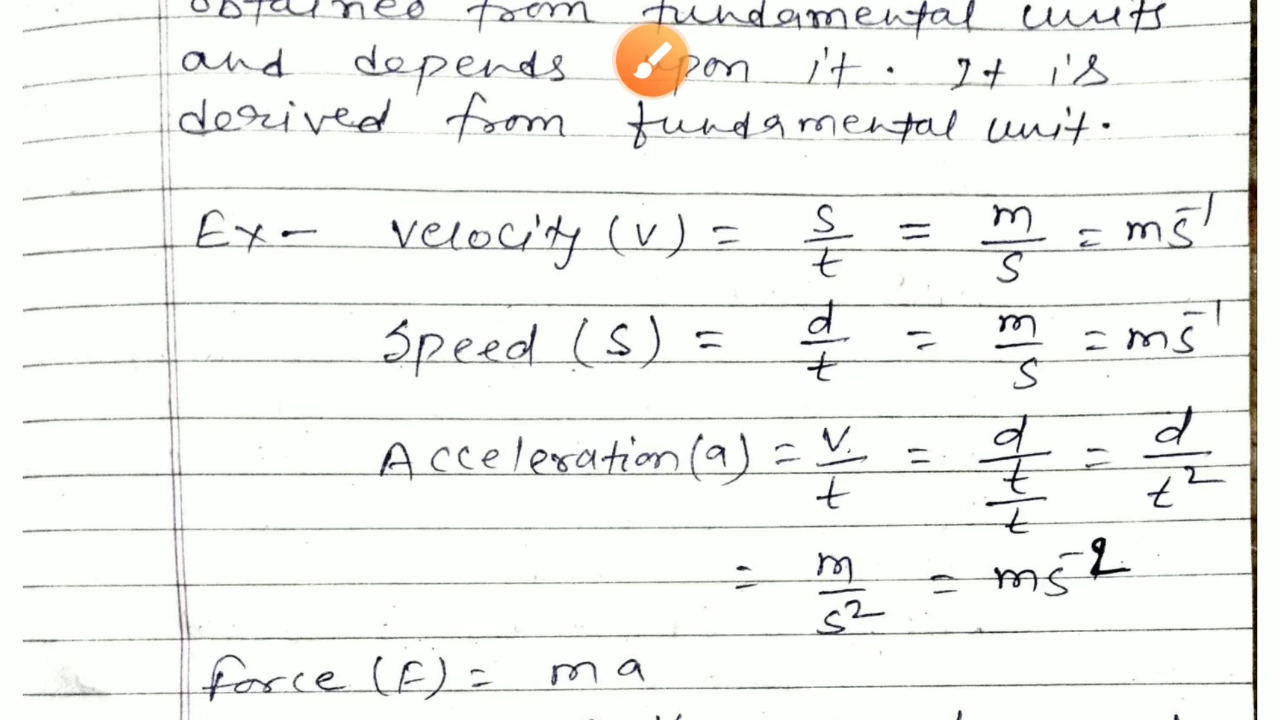 obtained from fundamental units
and depends upon it. It is
derived from fundamental unit.
Ex- Velocity (v) = s/t = m/s = ms⁻¹
Speed (S) = d/t = m/s = ms⁻¹
Acceleration (a) = v/t = d/t/t = d/t²
= m/s² = ms⁻²
force (F) = ma